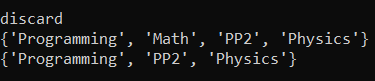 discard
{'Programming', 'Math', 'PP2', 'Physics'}
{'Programming', 'PP2', 'Physics'}